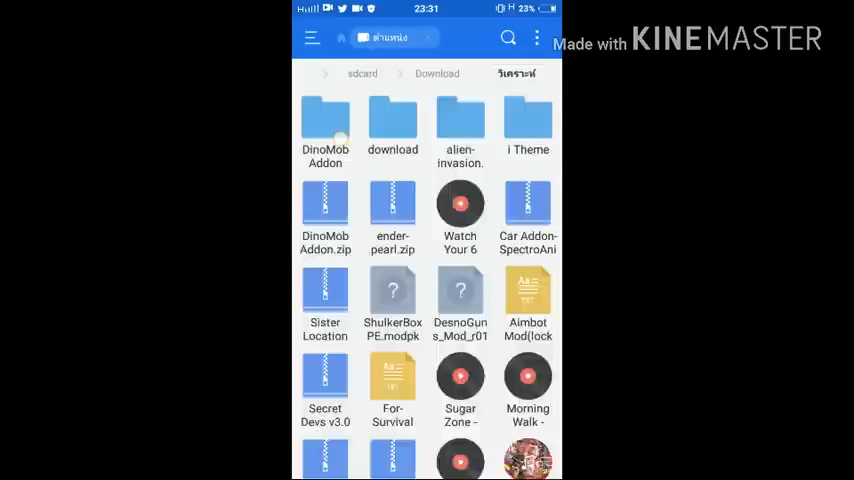 23:31
H
23%
ตำแหน่ง
Made with KINEMASTER
sdcard
Download
วิเคราะห์
DinoMob Addon
download
alien-invasion.
i Theme
DinoMob Addon.zip
ender-pearl.zip
Watch Your 6
Car Addon-SpectroAni
Sister Location
ShulkerBox PE.modpk
DesnoGun s_Mod_r01
Aa TXT
Aimbot Mod(lock
Secret Devs v3.0
Aa
For-Survival
Sugar Zone -
Morning Walk -